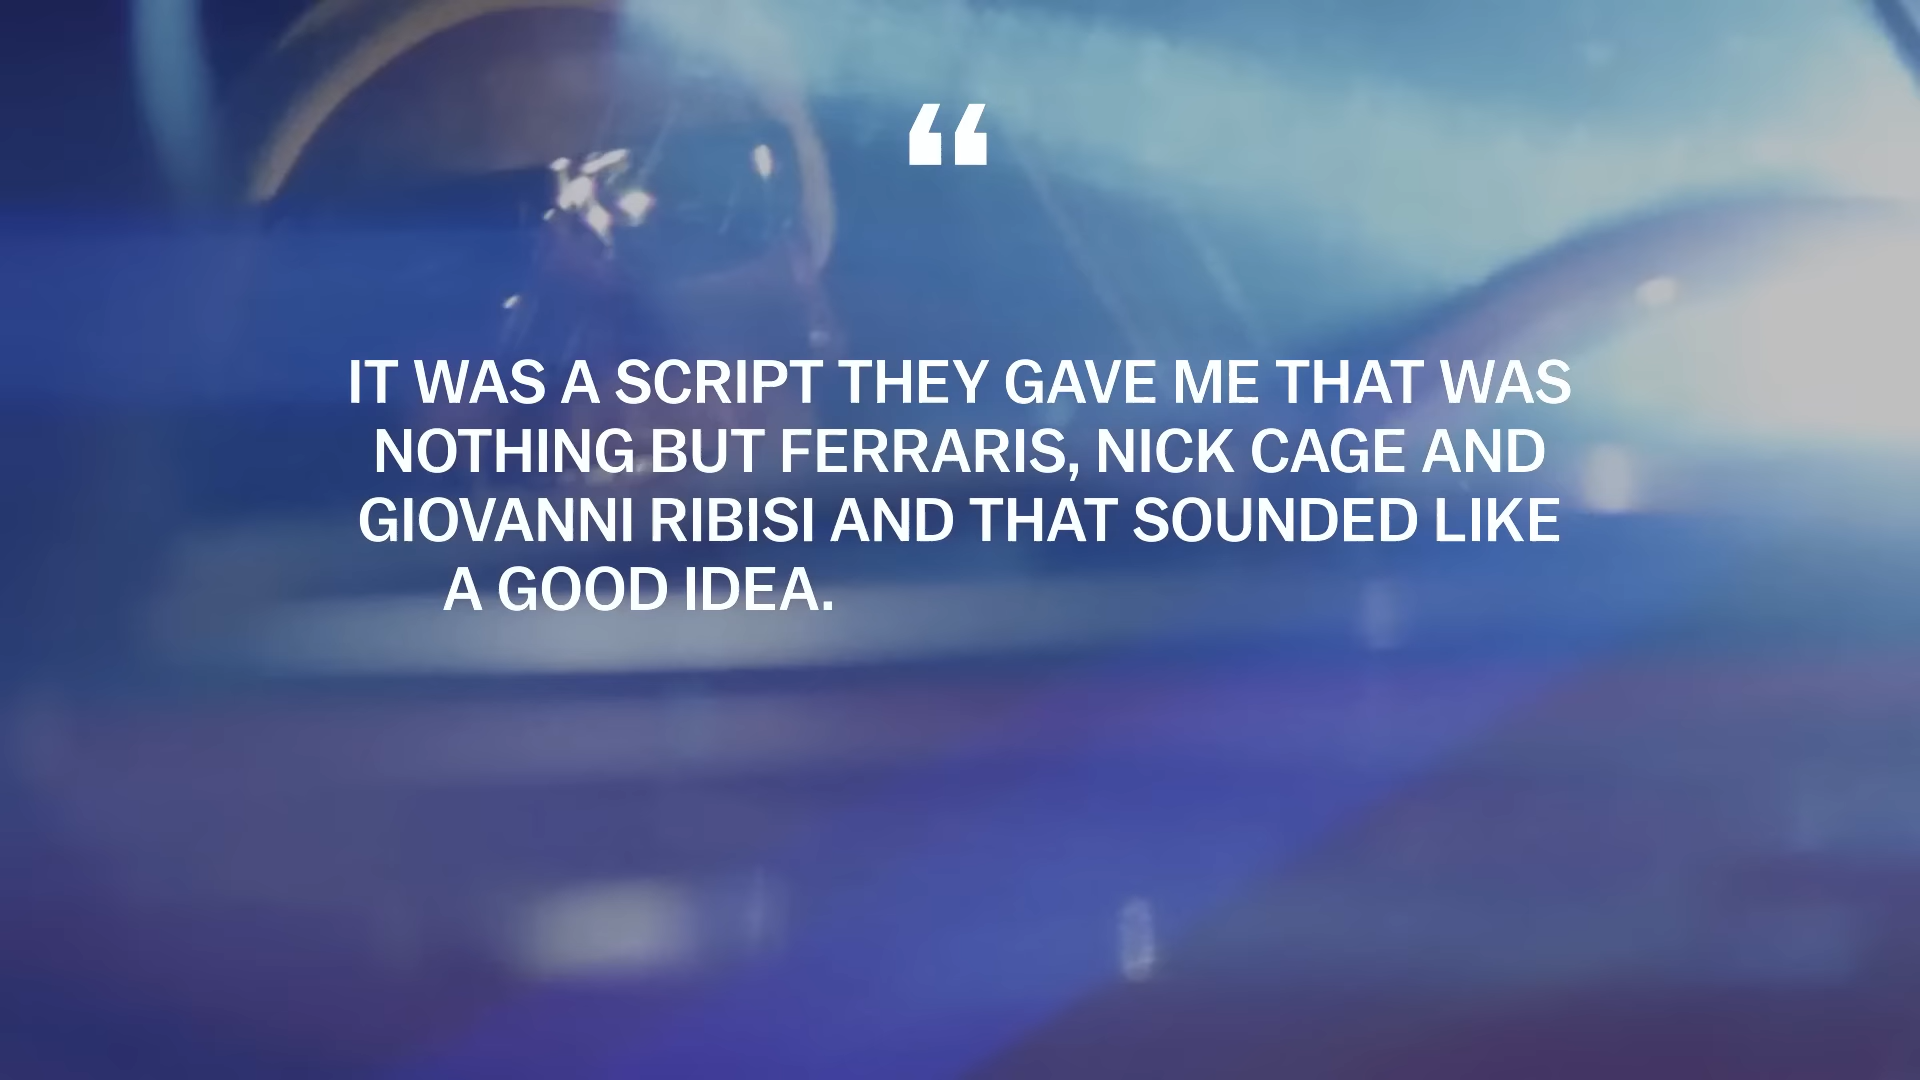 “
IT WAS A SCRIPT THEY GAVE ME THAT WAS
NOTHING BUT FERRARIS, NICK CAGE AND
GIOVANNI RIBISI AND THAT SOUNDED LIKE
A GOOD IDEA.